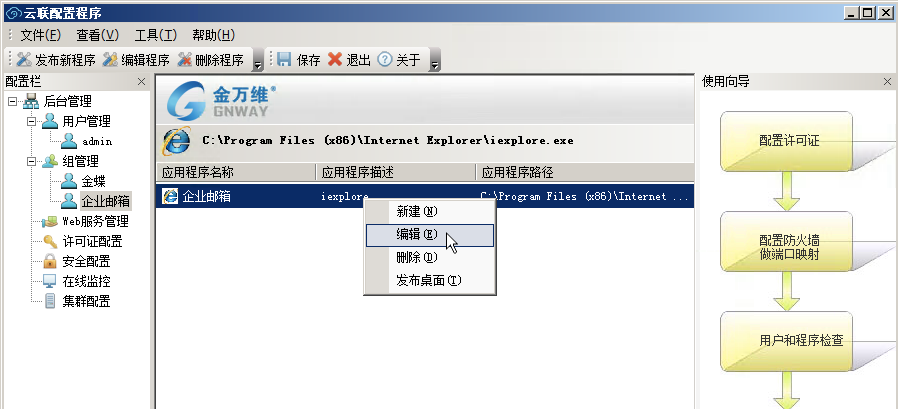 云联配置程序
文件(F) 查看(V) 工具(T) 帮助(H)
发布新程序 编辑程序 删除程序 保存 退出 关于
配置栏
后台管理
用户管理
admin
组管理
金蝶
企业邮箱
Web服务管理
许可证配置
安全配置
在线监控
集群配置
金万维®
GNWAY
C:\Program Files (x86)\Internet Explorer\iexplore.exe
应用程序名称 应用程序描述 应用程序路径
企业邮箱 iexplore C:\Program Files (x86)\Internet ...
新建(N)
编辑(E)
删除(D)
发布桌面(T)
使用向导
配置许可证
配置防火墙
做端口映射
用户和程序检查